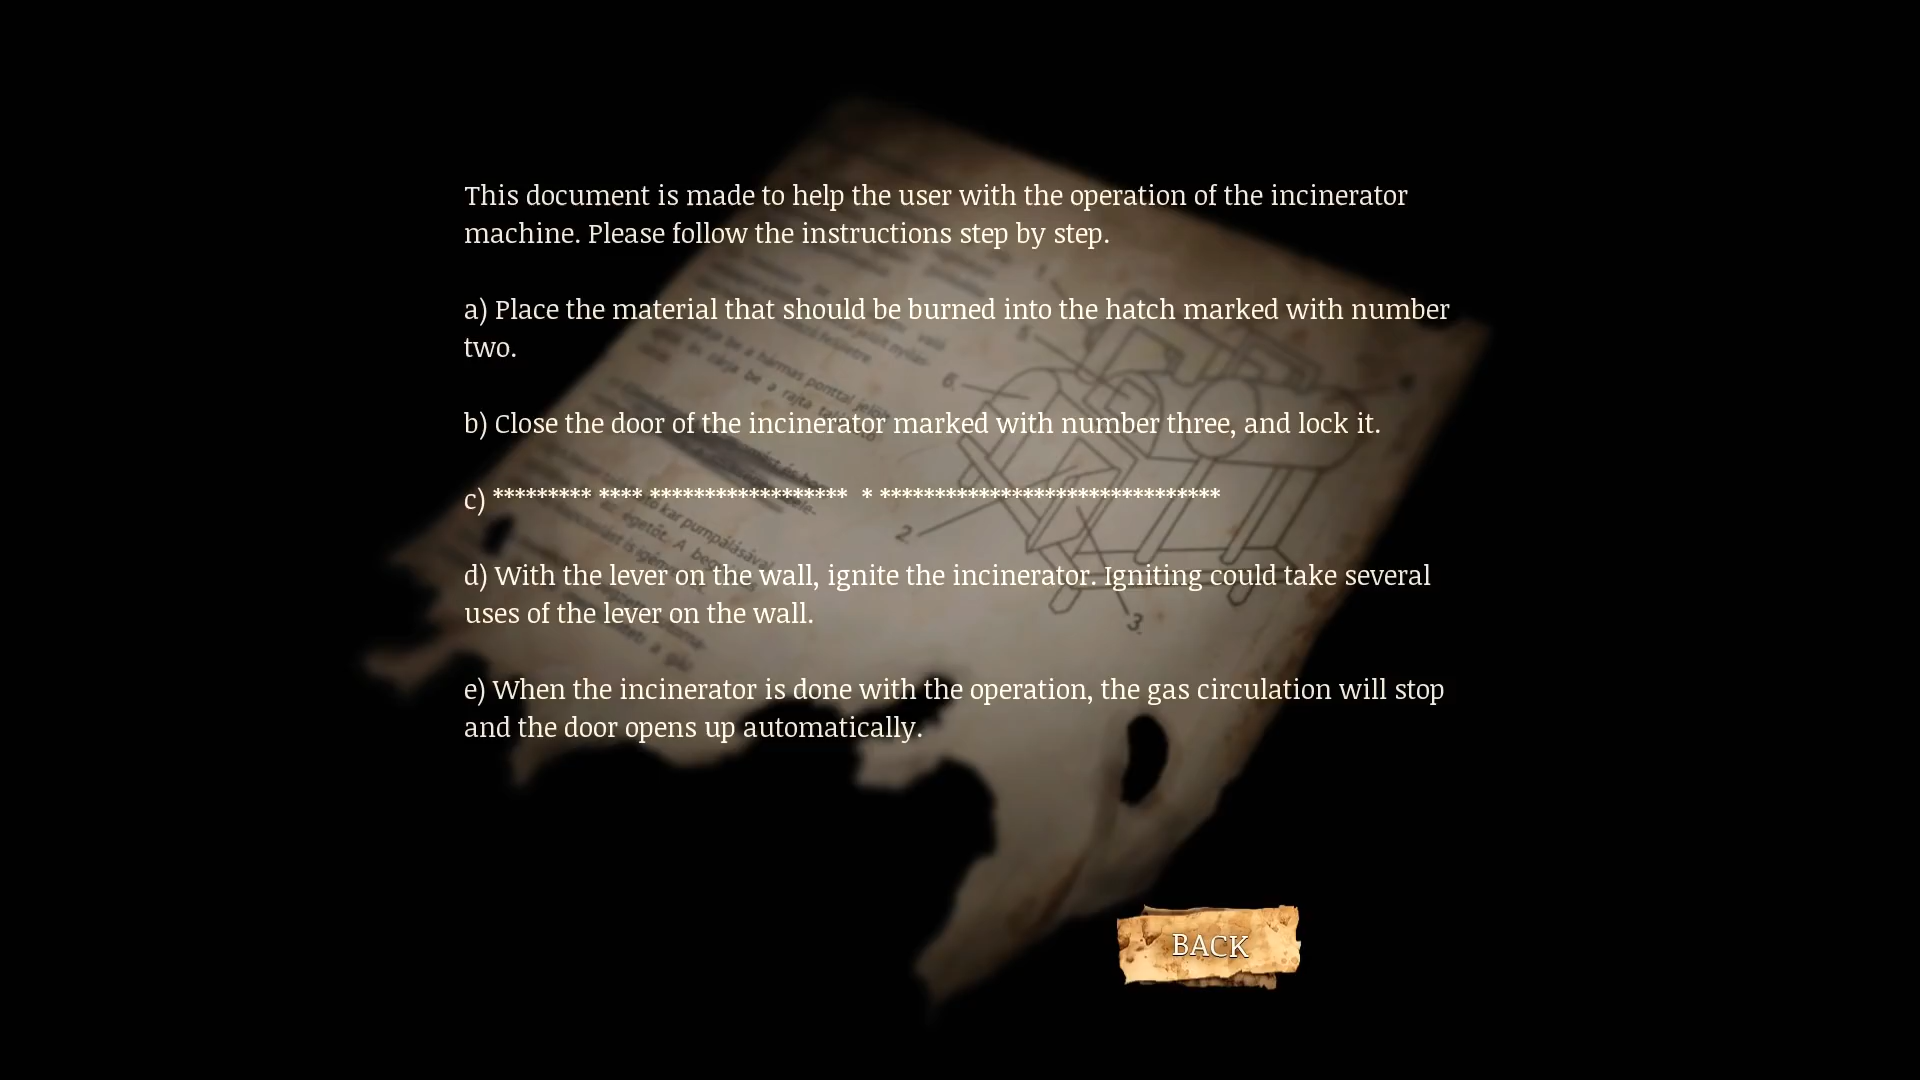 This document is made to help the user with the operation of the incinerator
machine. Please follow the instructions step by step.
a) Place the material that should be burned into the hatch marked with number
two.
b) Close the door of the incinerator marked with number three, and lock it.
c) ********* **** ******************  * *******************************
d) With the lever on the wall, ignite the incinerator. Igniting could take several
uses of the lever on the wall.
e) When the incinerator is done with the operation, the gas circulation will stop
and the door opens up automatically.
6.
2.
3.
BACK